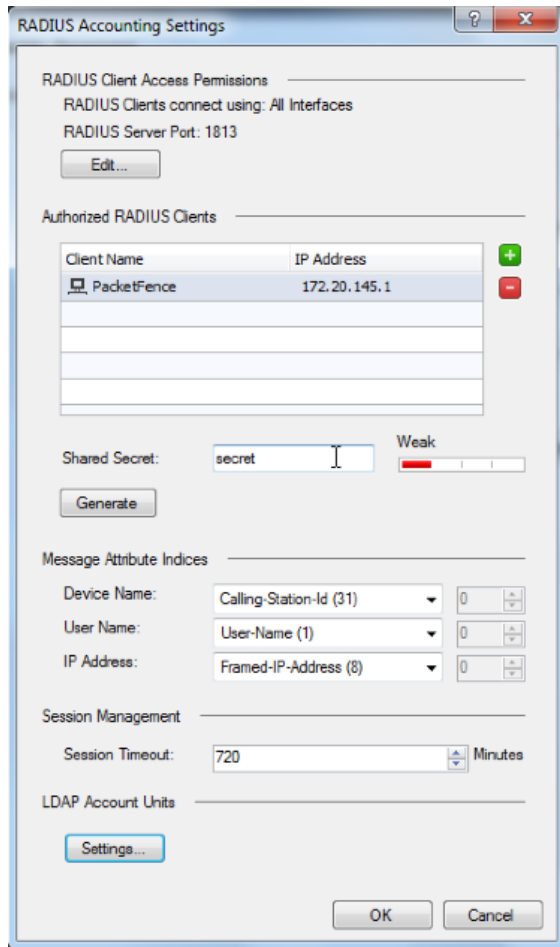 RADIUS Accounting Settings
RADIUS Client Access Permissions
RADIUS Clients connect using: All Interfaces
RADIUS Server Port: 1813
Edit...
Authorized RADIUS Clients
Client Name IP Address
PacketFence 172.20.145.1
Weak
Shared Secret: secret
Generate
Message Attribute Indices
Device Name: Calling-Station-Id (31) 0
User Name: User-Name (1) 0
IP Address: Framed-IP-Address (8) 0
Session Management
Session Timeout: 720 Minutes
LDAP Account Units
Settings...
OK Cancel